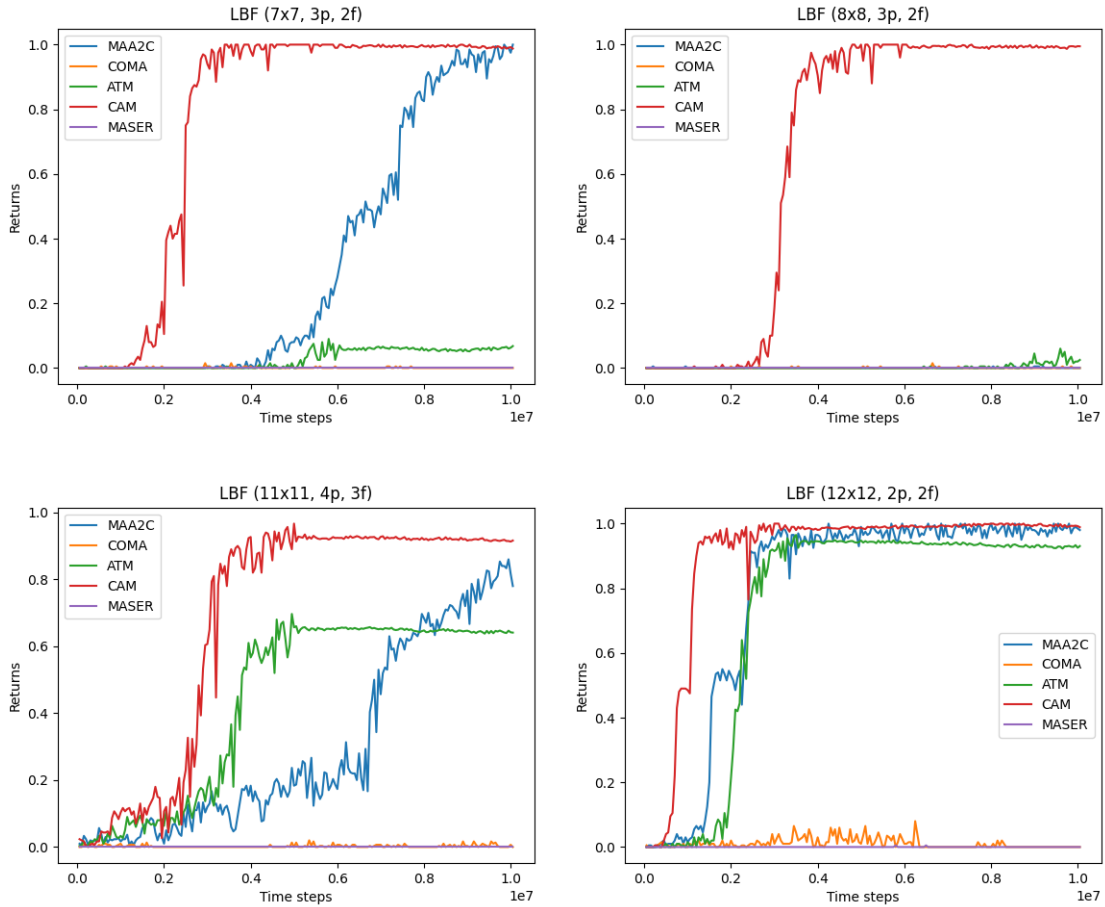 LBF (7x7, 3p, 2f)
MAA2C
COMA
ATM
CAM
MASER
Returns
1.0
0.8
0.6
0.4
0.2
0.0
0.0 0.2 0.4 0.6 0.8 1.0
1e7
Time steps
LBF (8x8, 3p, 2f)
MAA2C
COMA
ATM
CAM
MASER
Returns
1.0
0.8
0.6
0.4
0.2
0.0
0.0 0.2 0.4 0.6 0.8 1.0
1e7
Time steps
LBF (11x11, 4p, 3f)
MAA2C
COMA
ATM
CAM
MASER
Returns
1.0
0.8
0.6
0.4
0.2
0.0
0.0 0.2 0.4 0.6 0.8 1.0
1e7
Time steps
LBF (12x12, 2p, 2f)
MAA2C
COMA
ATM
CAM
MASER
Returns
1.0
0.8
0.6
0.4
0.2
0.0
0.0 0.2 0.4 0.6 0.8 1.0
1e7
Time steps